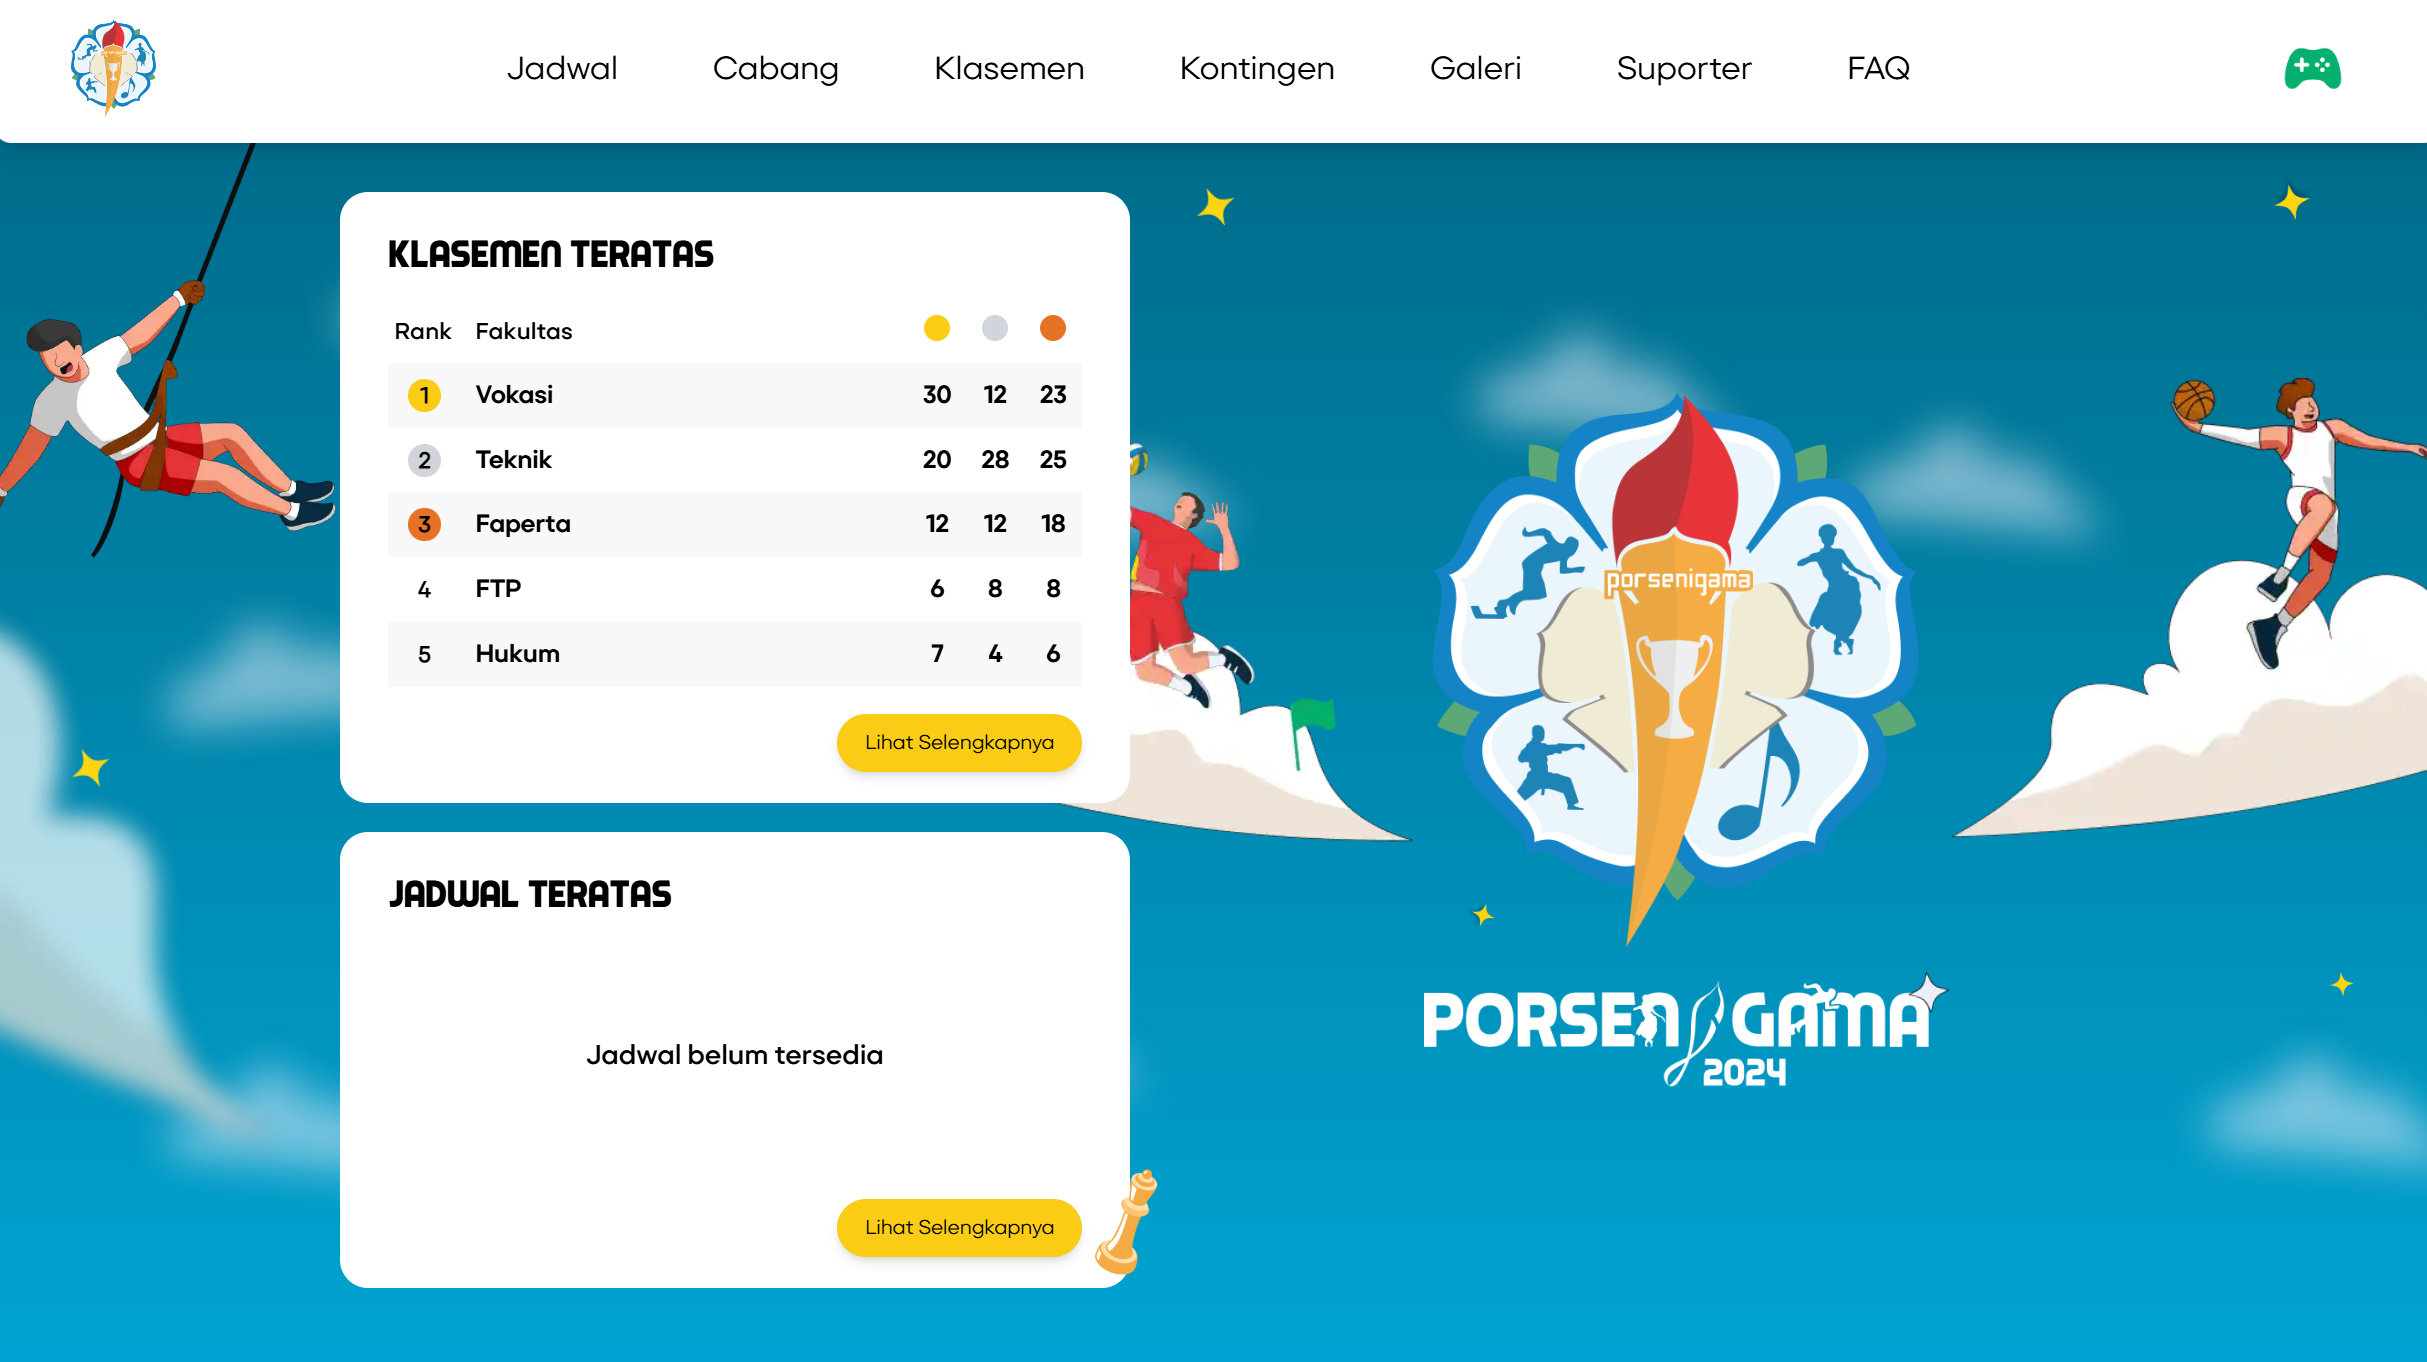 Jadwal Cabang Klasemen Kontingen Galeri Suporter FAQ
KLASEMEN TERATAS
Rank Fakultas
1 Vokasi 30 12 23
2 Teknik 20 28 25
3 Faperta 12 12 18
4 FTP 6 8 8
5 Hukum 7 4 6
Lihat Selengkapnya
JADWAL TERATAS
Jadwal belum tersedia
Lihat Selengkapnya
porsenigama
PORSENIGAMA
2024